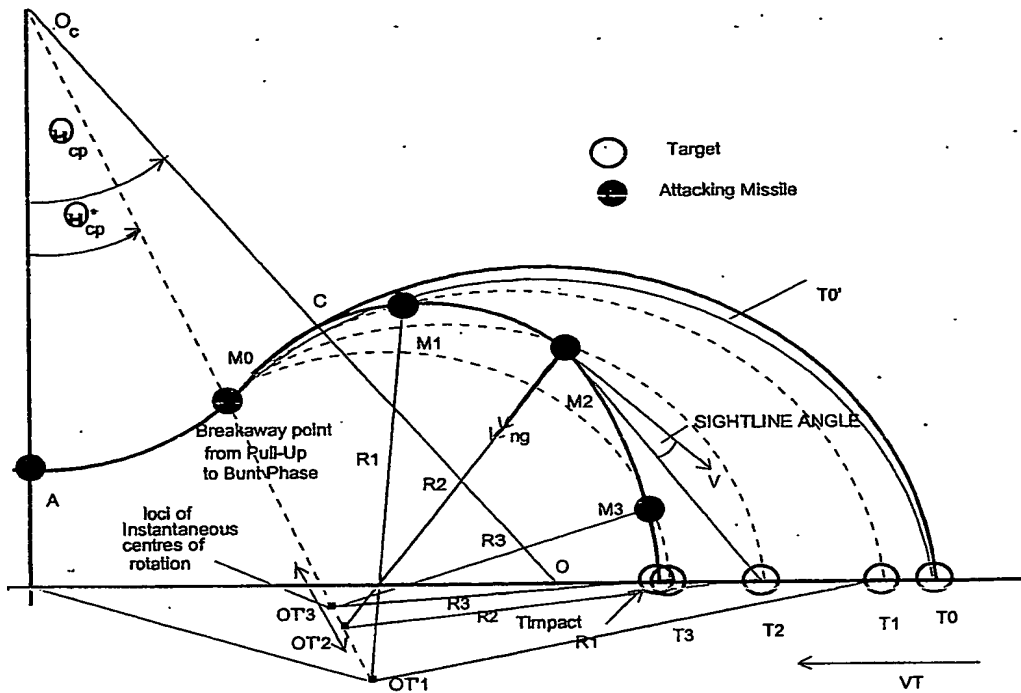 Oc
Θcp
Θ*cp
Target
Attacking Missile
C
T0'
M0
M1
M2
SIGHTLINE ANGLE
Breakaway point
from Pull-Up
to Bunt Phase
R1
R2
V
A
M3
loci of
Instantaneous
centres of
rotation
R3
O
OT'3
R3
R2
TImpact
R1
T3
T2
T1
T0
OT'2
OT'1
VT